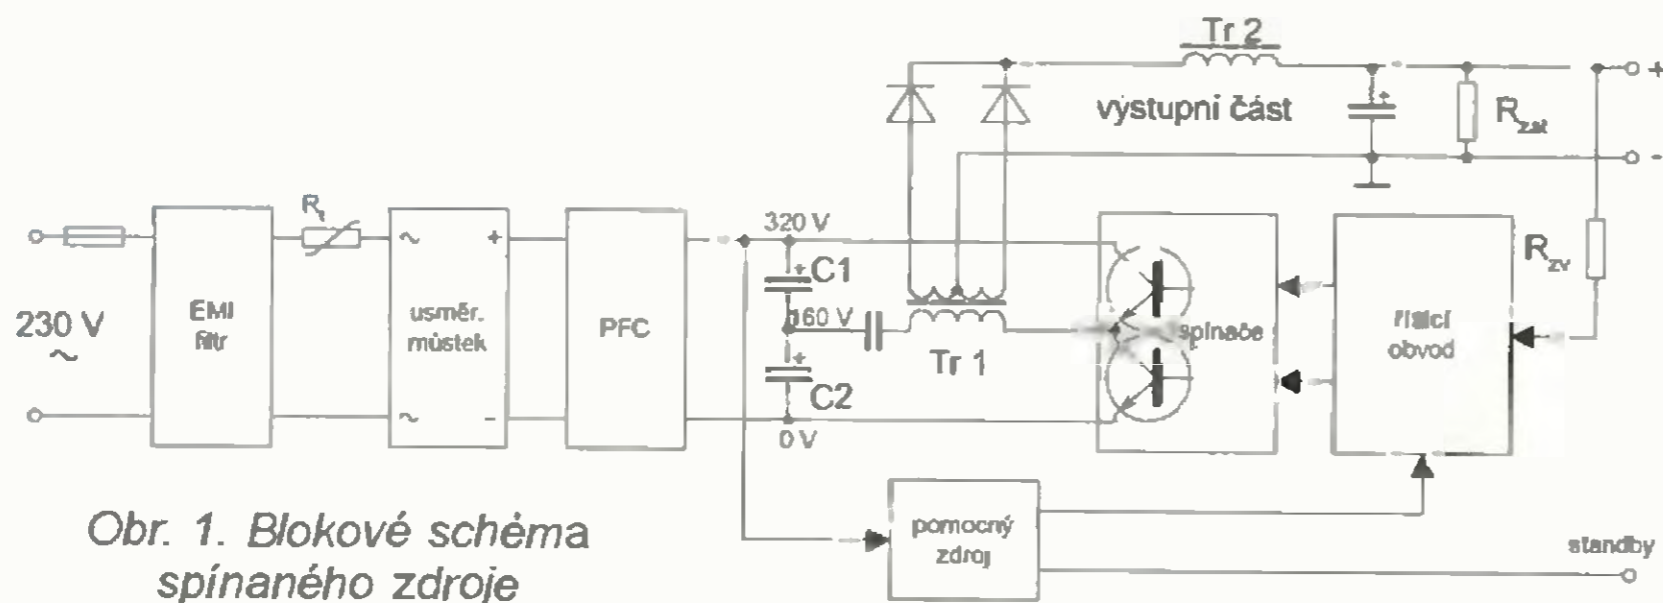 Tr 2
výstupní část
+
R zat
-
R t
320 V
+
C1
R zv
230 V
~
EMI
filtr
~
+
usměr.
můstek
~
-
PFC
160 V
+
Tr 1
C2
0 V
spínače
řídicí
obvod
+
pomocný
zdroj
standby
Obr. 1. Blokové schéma
spínaného zdroje